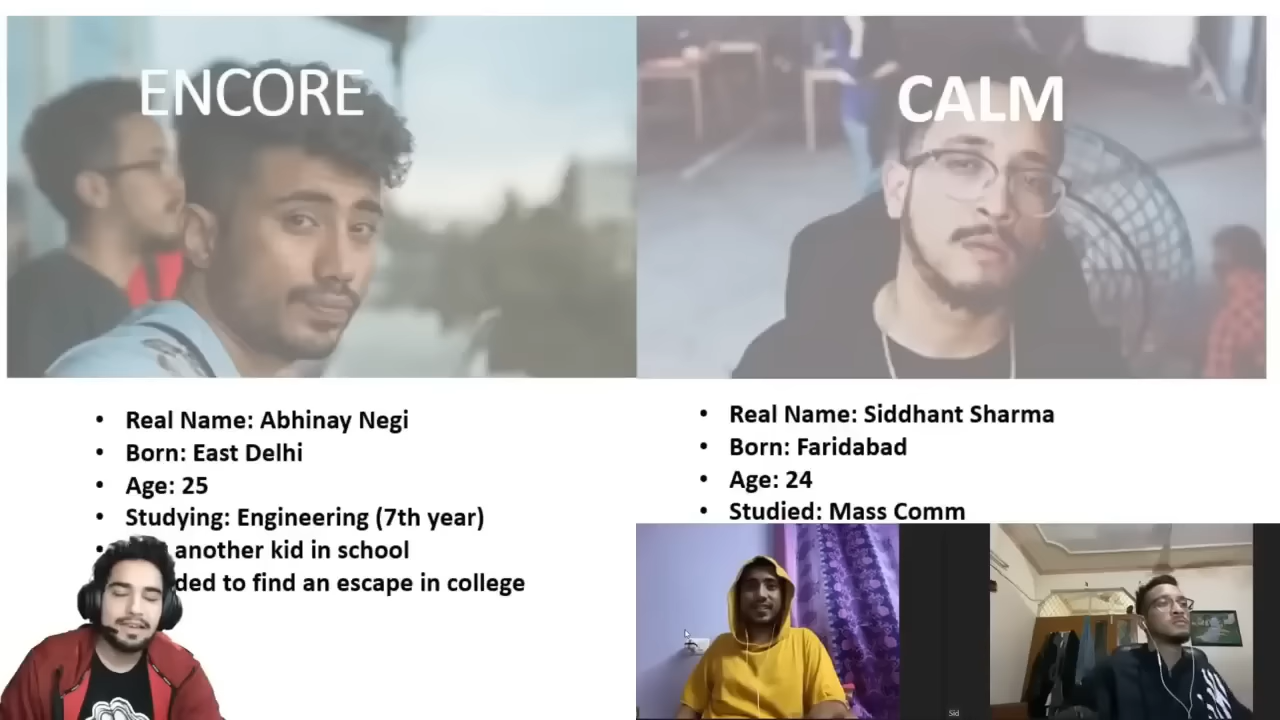 ENCORE
CALM
• Real Name: Abhinay Negi
• Born: East Delhi
• Age: 25
• Studying: Engineering (7th year)
• another kid in school
ded to find an escape in college
• Real Name: Siddhant Sharma
• Born: Faridabad
• Age: 24
• Studied: Mass Comm
Sid